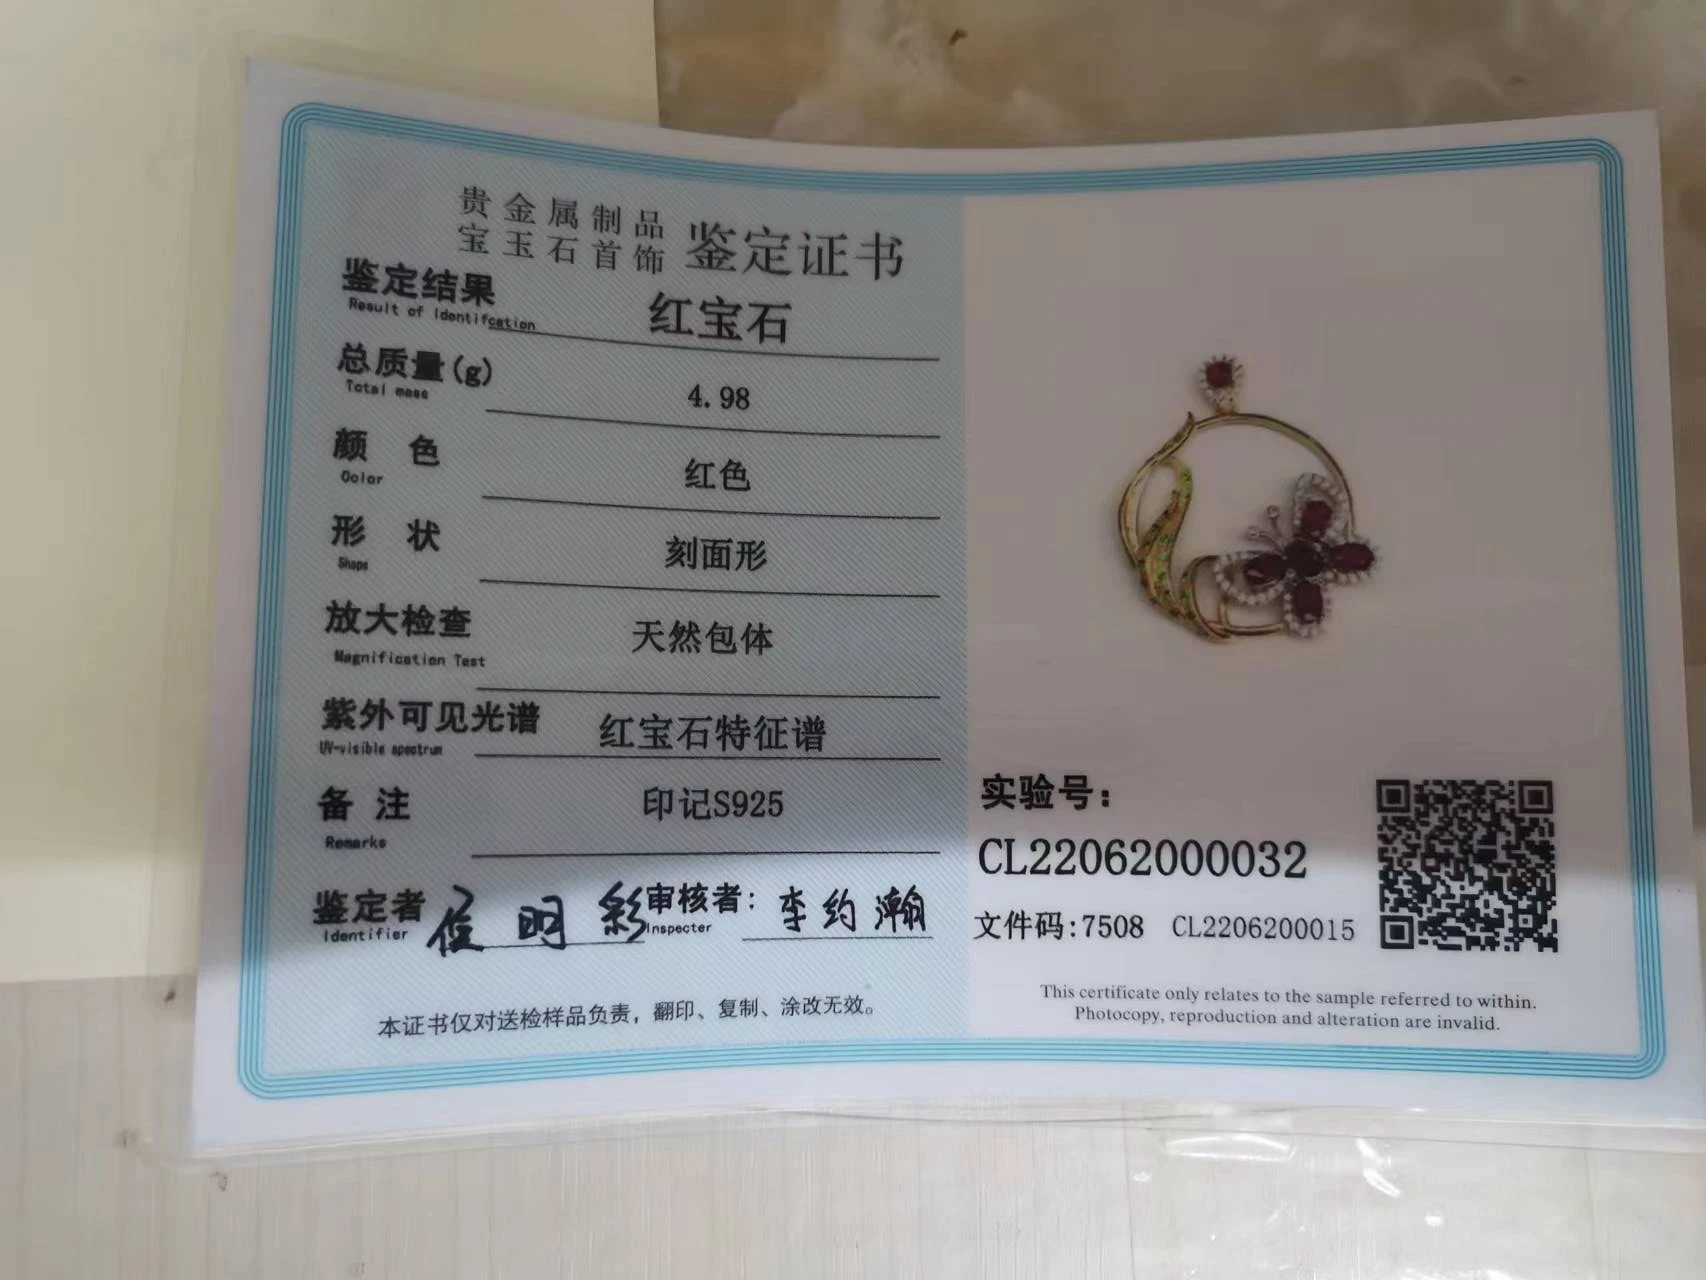 贵金属制品
宝玉石首饰 鉴定证书
鉴定结果 红宝石
Result of Identifcation
总质量(g) 4.98
Total mass
颜 色 红色
Color
形 状 刻面形
Shape
放大检查 天然包体
Magnification Test
紫外可见光谱 红宝石特征谱
UV-visible spectrum
备 注 印记S925
Remarks
鉴定者 侯明彩 审核者: 李约瀚
Identifier Inspecter
本证书仅对送检样品负责，翻印、复制、涂改无效。
实验号:
CL22062000032
文件码:7508 CL2206200015
This certificate only relates to the sample referred to within.
Photocopy, reproduction and alteration are invalid.